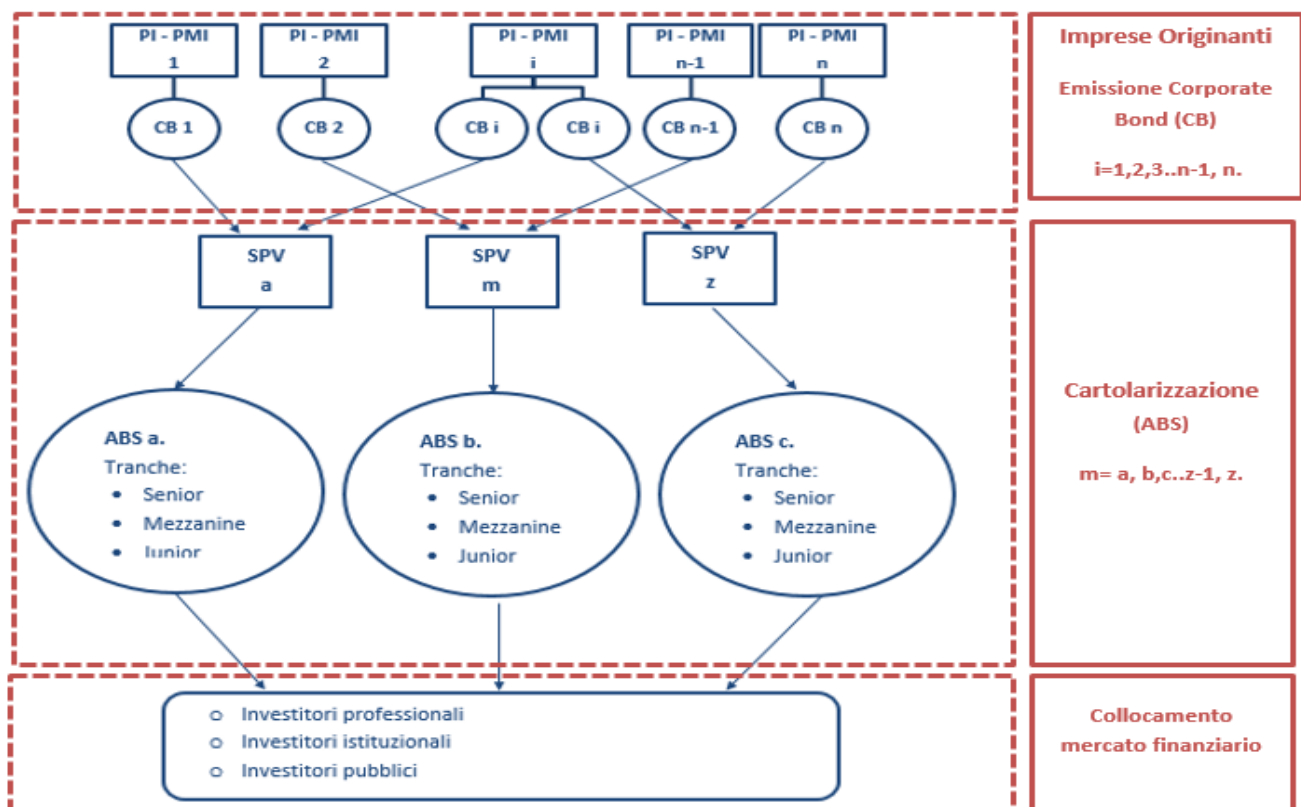 PI - PMI
1
PI - PMI
2
PI - PMI
i
PI - PMI
n-1
PI - PMI
n
CB 1
CB 2
CB i
CB i
CB n-1
CB n
Imprese Originanti
Emissione Corporate
Bond (CB)
i=1,2,3..n-1, n.
SPV
a
SPV
m
SPV
z
ABS a.
Tranche:
• Senior
• Mezzanine
• Junior
ABS b.
Tranche:
• Senior
• Mezzanine
• Junior
ABS c.
Tranche:
• Senior
• Mezzanine
• Junior
Cartolarizzazione
(ABS)
m= a, b,c..z-1, z.
o Investitori professionali
o Investitori istituzionali
o Investitori pubblici
Collocamento
mercato finanziario